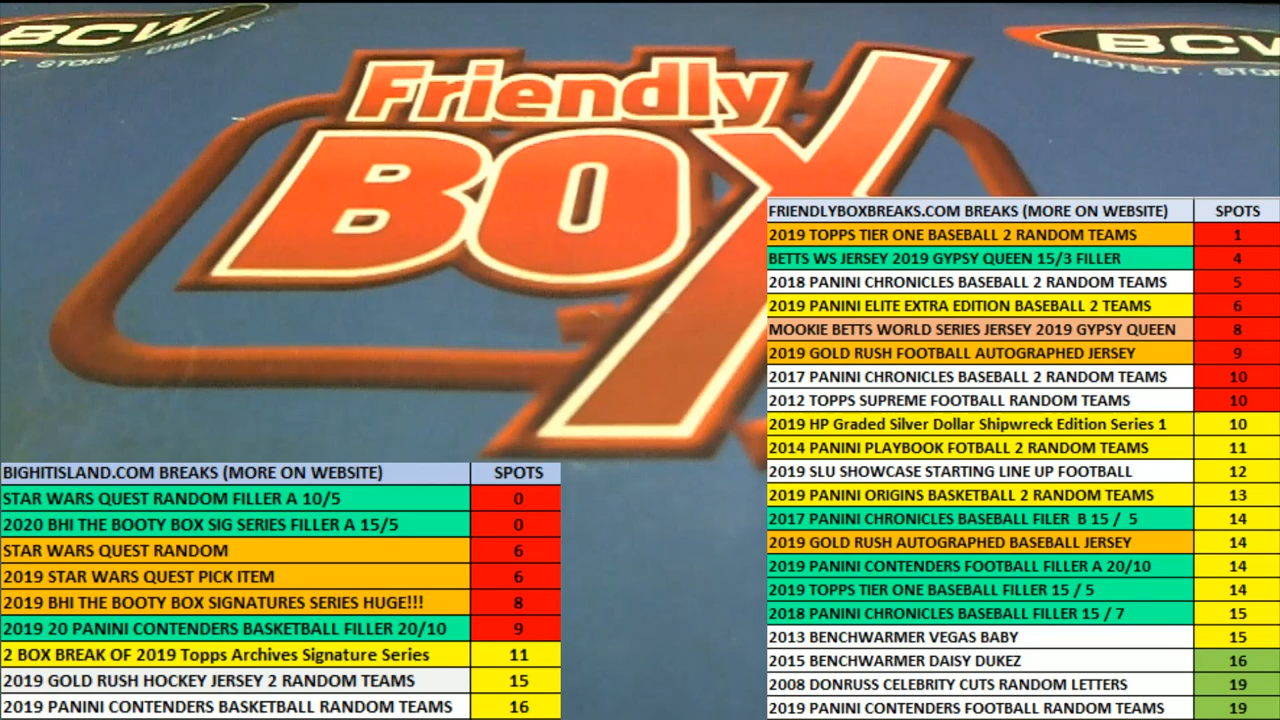 BCW
T · STORE · DISPLAY
BCW
PROTECT · STO
Friendly
BOX
FRIENDLYBOXBREAKS.COM BREAKS (MORE ON WEBSITE) SPOTS
2019 TOPPS TIER ONE BASEBALL 2 RANDOM TEAMS 1
BETTS WS JERSEY 2019 GYPSY QUEEN 15/3 FILLER 4
2018 PANINI CHRONICLES BASEBALL 2 RANDOM TEAMS 5
2019 PANINI ELITE EXTRA EDITION BASEBALL 2 TEAMS 6
MOOKIE BETTS WORLD SERIES JERSEY 2019 GYPSY QUEEN 8
2019 GOLD RUSH FOOTBALL AUTOGRAPHED JERSEY 9
2017 PANINI CHRONICLES BASEBALL 2 RANDOM TEAMS 10
2012 TOPPS SUPREME FOOTBALL RANDOM TEAMS 10
2019 HP Graded Silver Dollar Shipwreck Edition Series 1 10
2014 PANINI PLAYBOOK FOTBALL 2 RANDOM TEAMS 11
2019 SLU SHOWCASE STARTING LINE UP FOOTBALL 12
2019 PANINI ORIGINS BASKETBALL 2 RANDOM TEAMS 13
2017 PANINI CHRONICLES BASEBALL FILER B 15 / 5 14
2019 GOLD RUSH AUTOGRAPHED BASEBALL JERSEY 14
2019 PANINI CONTENDERS FOOTBALL FILLER A 20/10 14
2019 TOPPS TIER ONE BASEBALL FILLER 15 / 5 14
2018 PANINI CHRONICLES BASEBALL FILLER 15 / 7 15
2013 BENCHWARMER VEGAS BABY 15
2015 BENCHWARMER DAISY DUKEZ 16
2008 DONRUSS CELEBRITY CUTS RANDOM LETTERS 19
2019 PANINI CONTENDERS FOOTBALL RANDOM TEAMS 19
BIGHITISLAND.COM BREAKS (MORE ON WEBSITE) SPOTS
STAR WARS QUEST RANDOM FILLER A 10/5 0
2020 BHI THE BOOTY BOX SIG SERIES FILLER A 15/5 0
STAR WARS QUEST RANDOM 6
2019 STAR WARS QUEST PICK ITEM 6
2019 BHI THE BOOTY BOX SIGNATURES SERIES HUGE!!! 8
2019 20 PANINI CONTENDERS BASKETBALL FILLER 20/10 9
2 BOX BREAK OF 2019 Topps Archives Signature Series 11
2019 GOLD RUSH HOCKEY JERSEY 2 RANDOM TEAMS 15
2019 PANINI CONTENDERS BASKETBALL RANDOM TEAMS 16